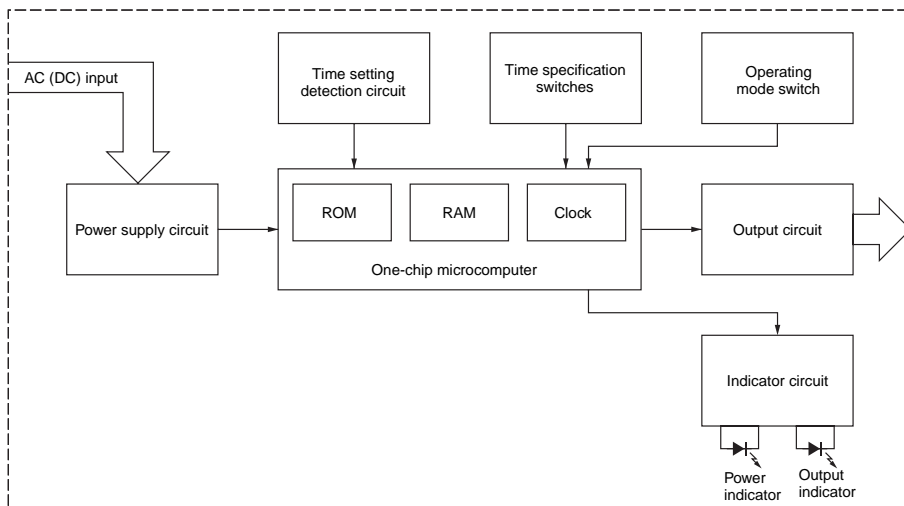 AC (DC) input
Time setting
detection circuit
Time specification
switches
Operating
mode switch
Power supply circuit
ROM
RAM
Clock
One-chip microcomputer
Output circuit
Indicator circuit
Power
indicator
Output
indicator